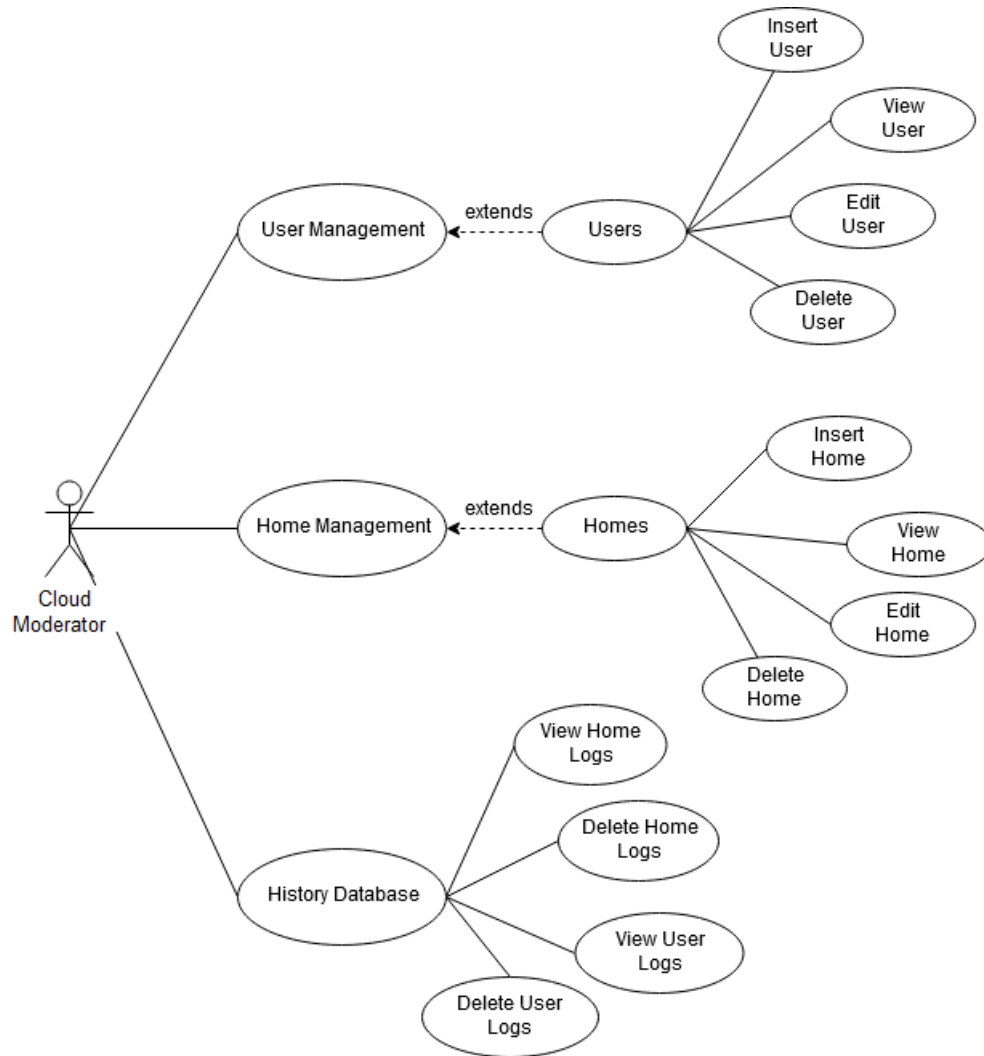 Insert
User
View
User
Edit
User
Delete
User
User Management
extends
Users
Insert
Home
View
Home
Edit
Home
Delete
Home
Home Management
extends
Homes
Cloud
Moderator
View Home
Logs
Delete Home
Logs
View User
Logs
Delete User
Logs
History Database